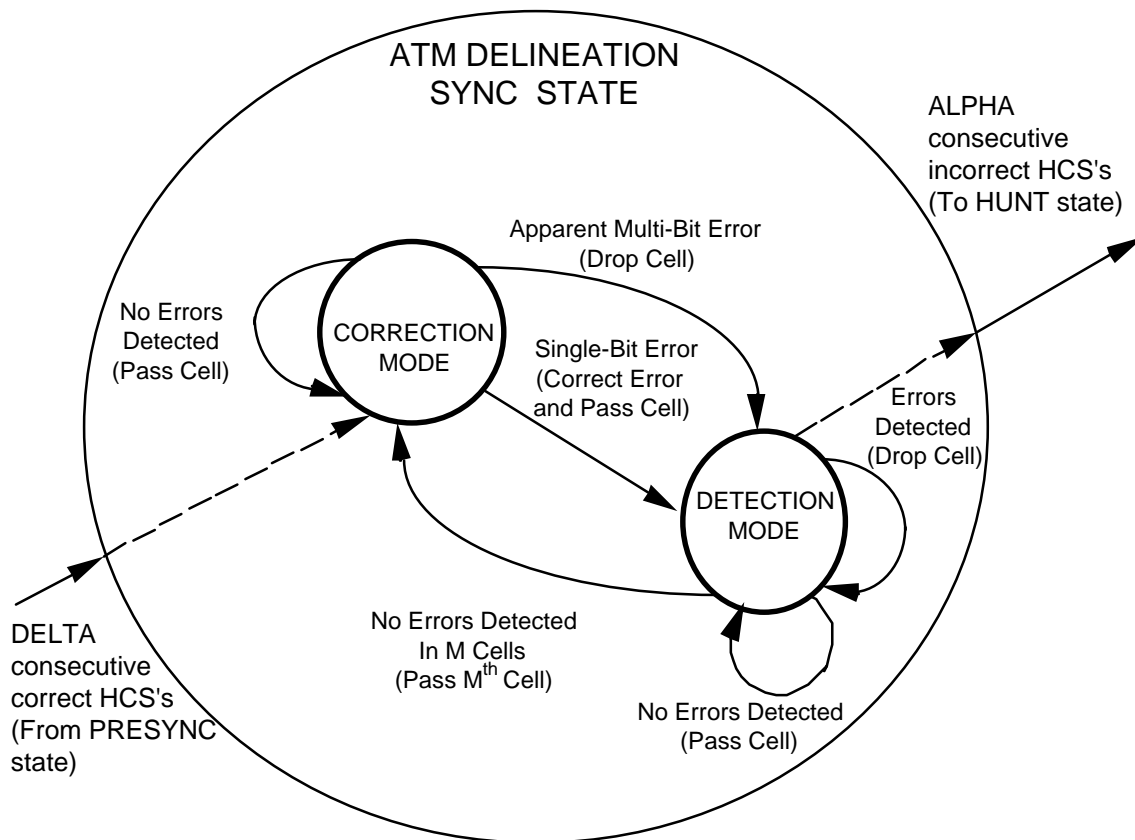 ATM DELINEATION
SYNC STATE
ALPHA
consecutive
incorrect HCS's
(To HUNT state)
Apparent Multi-Bit Error
(Drop Cell)
No Errors
Detected
(Pass Cell)
CORRECTION
MODE
Single-Bit Error
(Correct Error
and Pass Cell)
Errors
Detected
(Drop Cell)
DETECTION
MODE
No Errors Detected
In M Cells
(Pass Mth Cell)
DELTA
consecutive
correct HCS's
(From PRESYNC
state)
No Errors Detected
(Pass Cell)